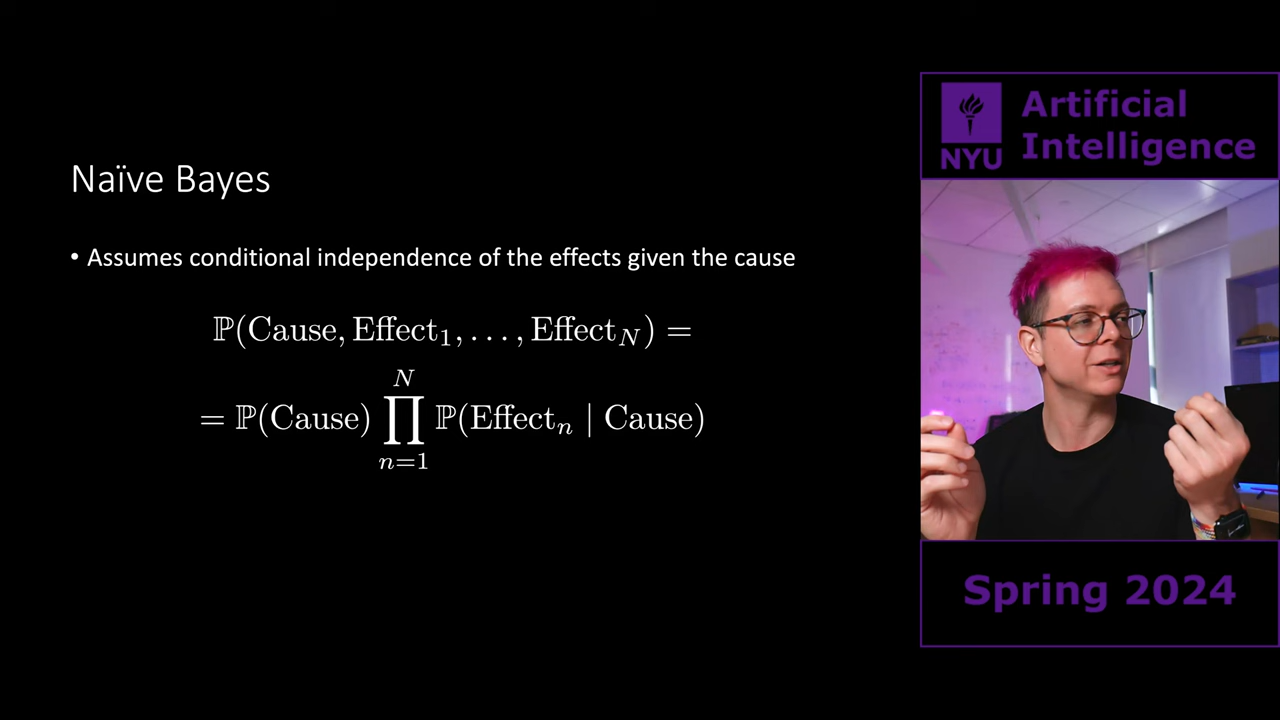 Naïve Bayes
• Assumes conditional independence of the effects given the cause
ℙ(Cause, Effect₁, . . . , Effect_N) =
= ℙ(Cause) ∏_{n=1}^{N} ℙ(Effect_n | Cause)
NYU
Artificial
Intelligence
Spring 2024